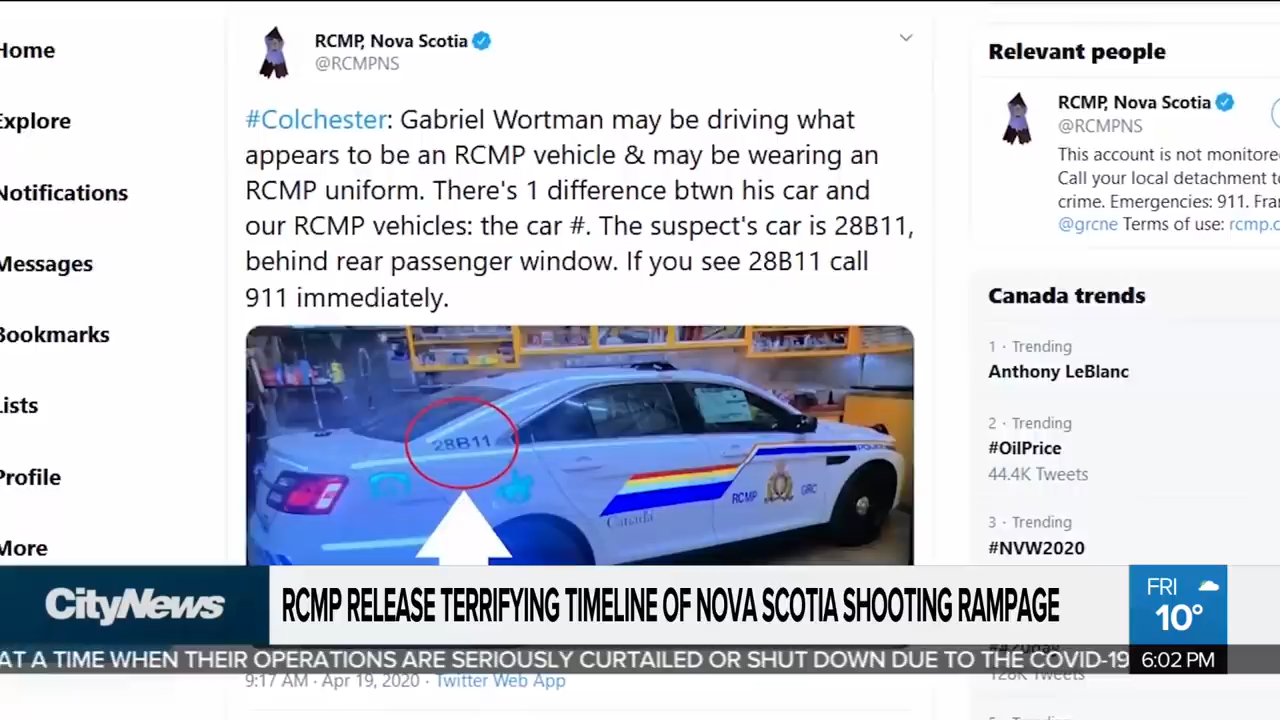 Home
Explore
Notifications
Messages
Bookmarks
Lists
Profile
More
RCMP, Nova Scotia
@RCMPNS
#Colchester: Gabriel Wortman may be driving what
appears to be an RCMP vehicle & may be wearing an
RCMP uniform. There's 1 difference btwn his car and
our RCMP vehicles: the car #. The suspect's car is 28B11,
behind rear passenger window. If you see 28B11 call
911 immediately.
28B11
Canada
RCMP
GRC
POLICE
9:17 AM · Apr 19, 2020 · Twitter Web App
Relevant people
RCMP, Nova Scotia
@RCMPNS
This account is not monitored
Call your local detachment to
crime. Emergencies: 911. Fra
@grcne Terms of use: rcmp.c
Canada trends
1 · Trending
Anthony LeBlanc
2 · Trending
#OilPrice
44.4K Tweets
3 · Trending
#NVW2020
128K Tweets
CityNews
RCMP RELEASE TERRIFYING TIMELINE OF NOVA SCOTIA SHOOTING RAMPAGE
FRI
10°
AT A TIME WHEN THEIR OPERATIONS ARE SERIOUSLY CURTAILED OR SHUT DOWN DUE TO THE COVID-19
6:02 PM